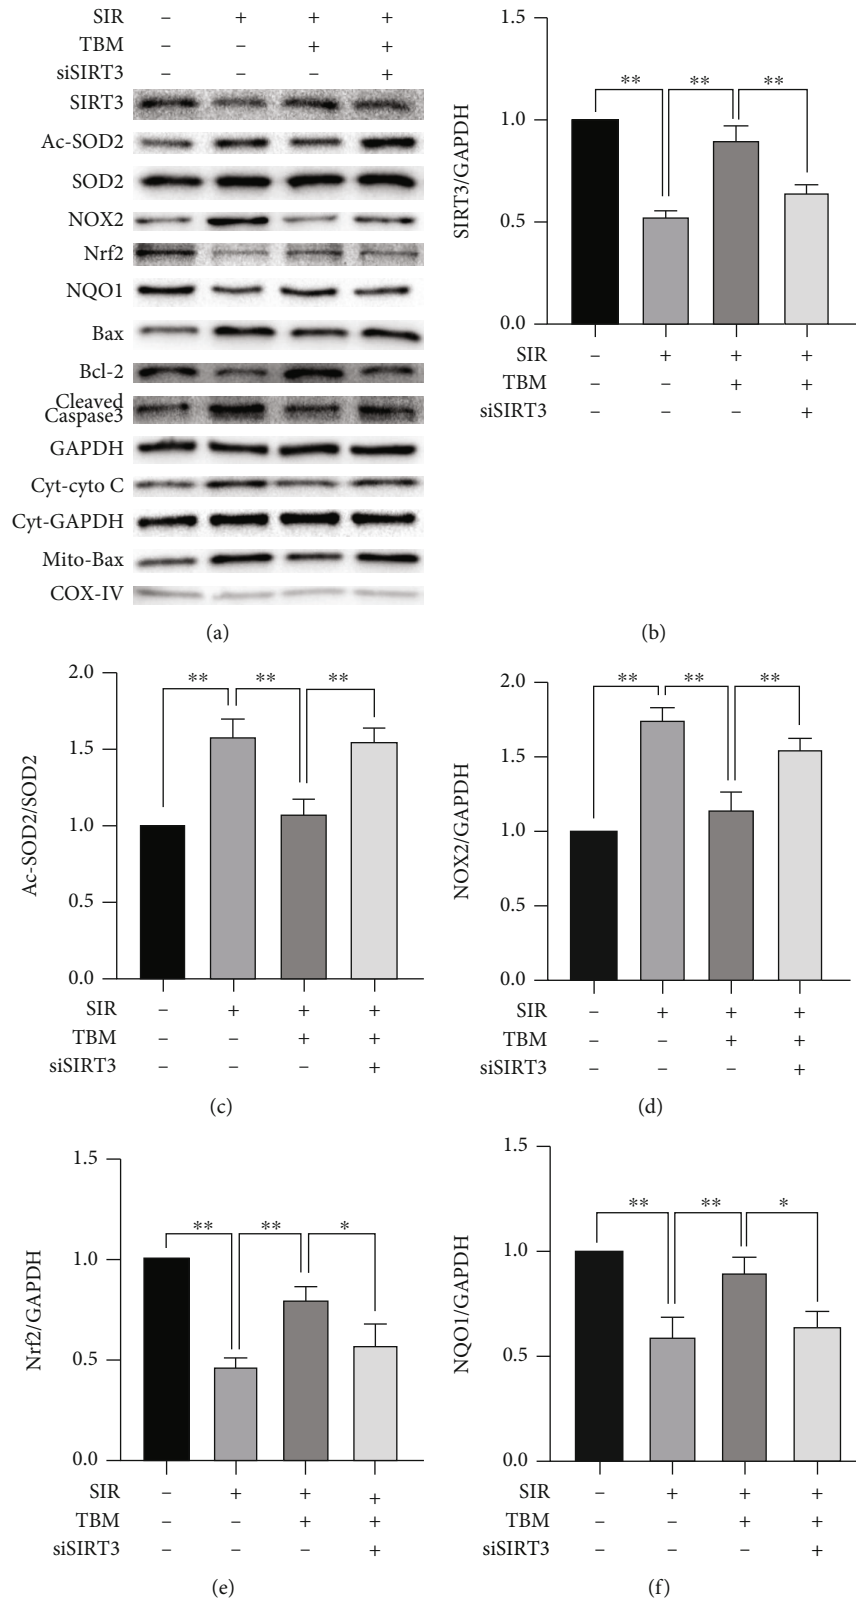 SIR – + + +
TBM – – + +
siSIRT3 – – – +
SIRT3
Ac-SOD2
SOD2
NOX2
Nrf2
NQO1
Bax
Bcl-2
Cleaved
Caspase3
GAPDH
Cyt-cyto C
Cyt-GAPDH
Mito-Bax
COX-IV
(a)
1.5
1.0
0.5
0.0
SIRT3/GAPDH
** ** **
SIR – + + +
TBM – – + +
siSIRT3 – – – +
(b)
2.0
1.5
1.0
0.5
0.0
Ac-SOD2/SOD2
** ** **
SIR – + + +
TBM – – + +
siSIRT3 – – – +
(c)
2.0
1.5
1.0
0.5
0.0
NOX2/GAPDH
** ** **
SIR – + + +
TBM – – + +
siSIRT3 – – – +
(d)
1.5
1.0
0.5
0.0
Nrf2/GAPDH
** ** *
SIR – + + +
TBM – – + +
siSIRT3 – – – +
(e)
1.5
1.0
0.5
0.0
NQO1/GAPDH
** ** *
SIR – + + +
TBM – – + +
siSIRT3 – – – +
(f)